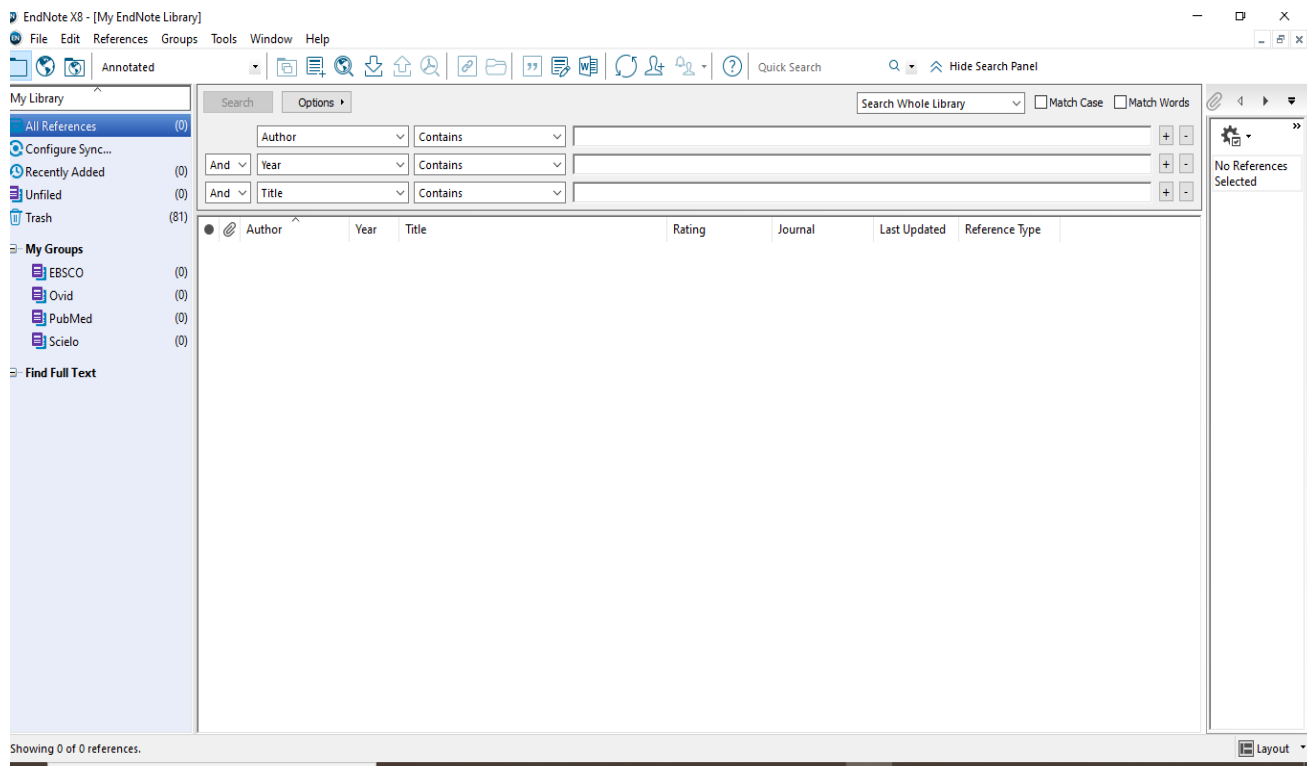 EndNote X8 - [My EndNote Library]
File Edit References Groups Tools Window Help
Annotated Quick Search Hide Search Panel
My Library
All References (0)
Configure Sync...
Recently Added (0)
Unfiled (0)
Trash (81)
My Groups
EBSCO (0)
Ovid (0)
PubMed (0)
Scielo (0)
Find Full Text
Search Options Search Whole Library Match Case Match Words
Author Contains + -
And Year Contains + -
And Title Contains + -
Author Year Title Rating Journal Last Updated Reference Type
No References
Selected
Showing 0 of 0 references.
Layout